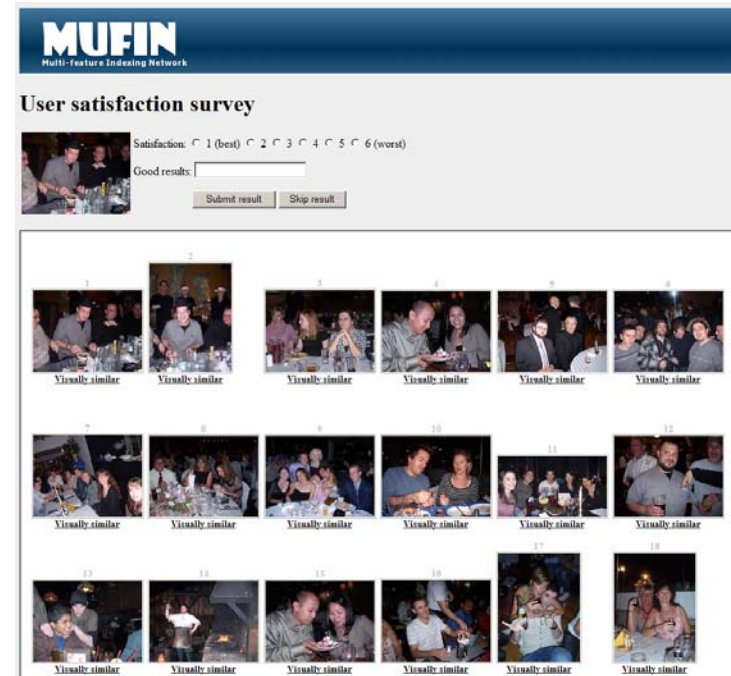 MUFIN
Multi-feature Indexing Network
User satisfaction survey
Satisfaction: 1 (best) 2 3 4 5 6 (worst)
Good results:
Submit result Skip result
1 2 3 4 5 6
Visually similar Visually similar Visually similar Visually similar Visually similar Visually similar
7 8 9 10 11 12
Visually similar Visually similar Visually similar Visually similar Visually similar Visually similar
13 14 15 16 17 18
Visually similar Visually similar Visually similar Visually similar Visually similar Visually similar